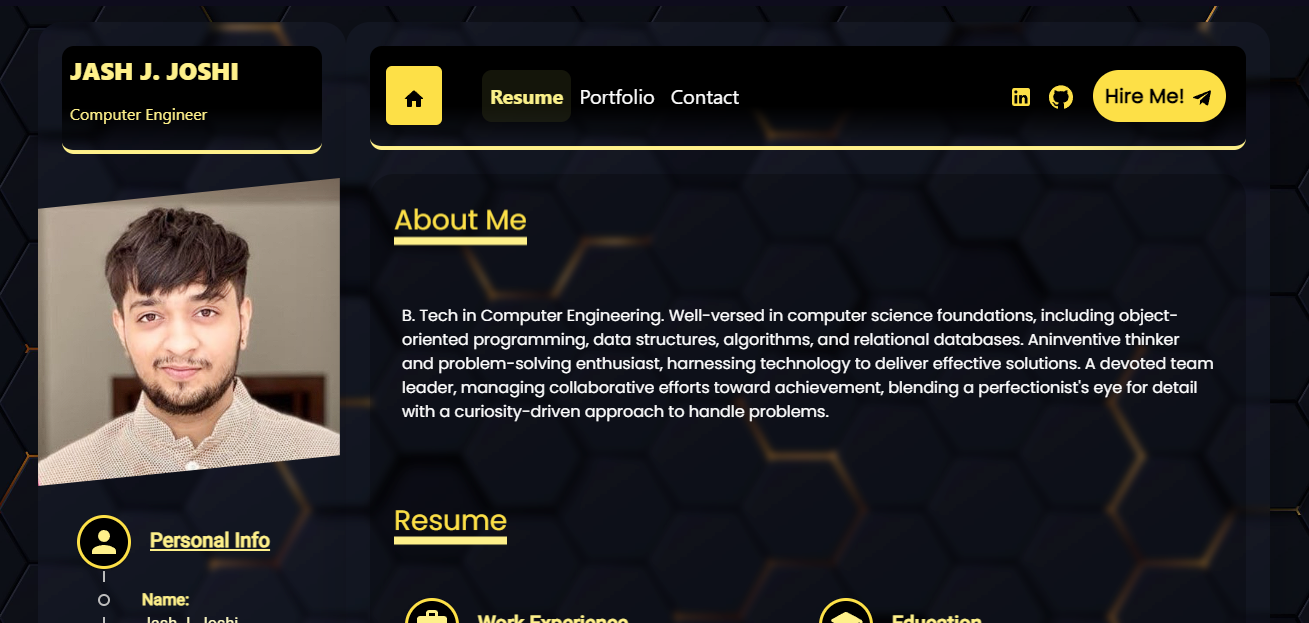 JASH J. JOSHI
Computer Engineer
Resume Portfolio Contact
Hire Me!
About Me
B. Tech in Computer Engineering. Well-versed in computer science foundations, including object-
oriented programming, data structures, algorithms, and relational databases. Aninventive thinker
and problem-solving enthusiast, harnessing technology to deliver effective solutions. A devoted team
leader, managing collaborative efforts toward achievement, blending a perfectionist's eye for detail
with a curiosity-driven approach to handle problems.
Personal Info
Name:
Jash J. Joshi
Resume
Work Experience
Education